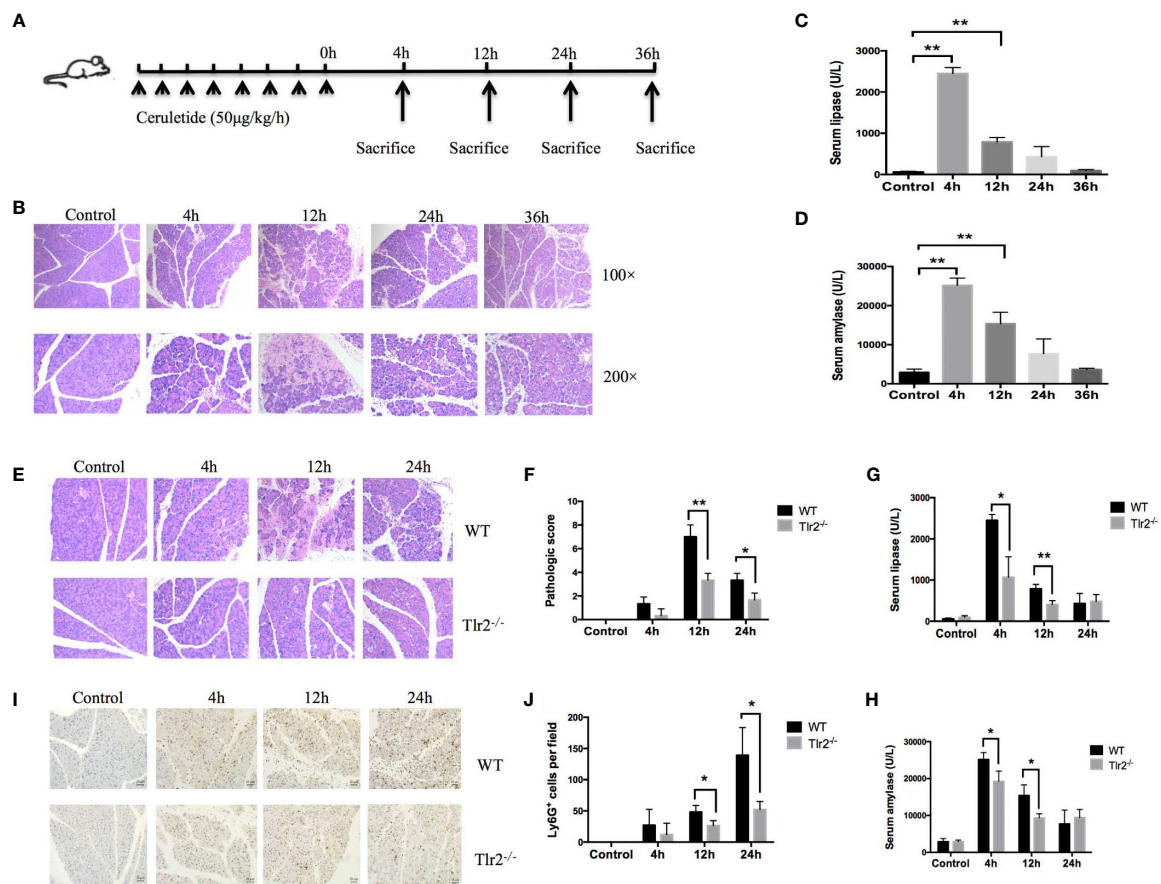 A
0h 4h 12h 24h 36h
Ceruletide (50μg/kg/h)
Sacrifice Sacrifice Sacrifice Sacrifice
B
Control 4h 12h 24h 36h
100×
200×
C
**
**
3000
2000
1000
0
Serum lipase (U/L)
Control 4h 12h 24h 36h
D
**
**
30000
20000
10000
0
Serum amylase (U/L)
Control 4h 12h 24h 36h
E
Control 4h 12h 24h
WT
Tlr2-/-
F
10
8
6
4
2
0
Pathologic score
**
*
WT
Tlr2-/-
Control 4h 12h 24h
G
3000
2000
1000
0
Serum lipase (U/L)
*
**
WT
Tlr2-/-
Control 4h 12h 24h
I
Control 4h 12h 24h
WT
Tlr2-/-
J
200
150
100
50
0
Ly6G+ cells per field
*
*
WT
Tlr2-/-
Control 4h 12h 24h
H
30000
20000
10000
0
Serum amylase (U/L)
*
*
WT
Tlr2-/-
Control 4h 12h 24h